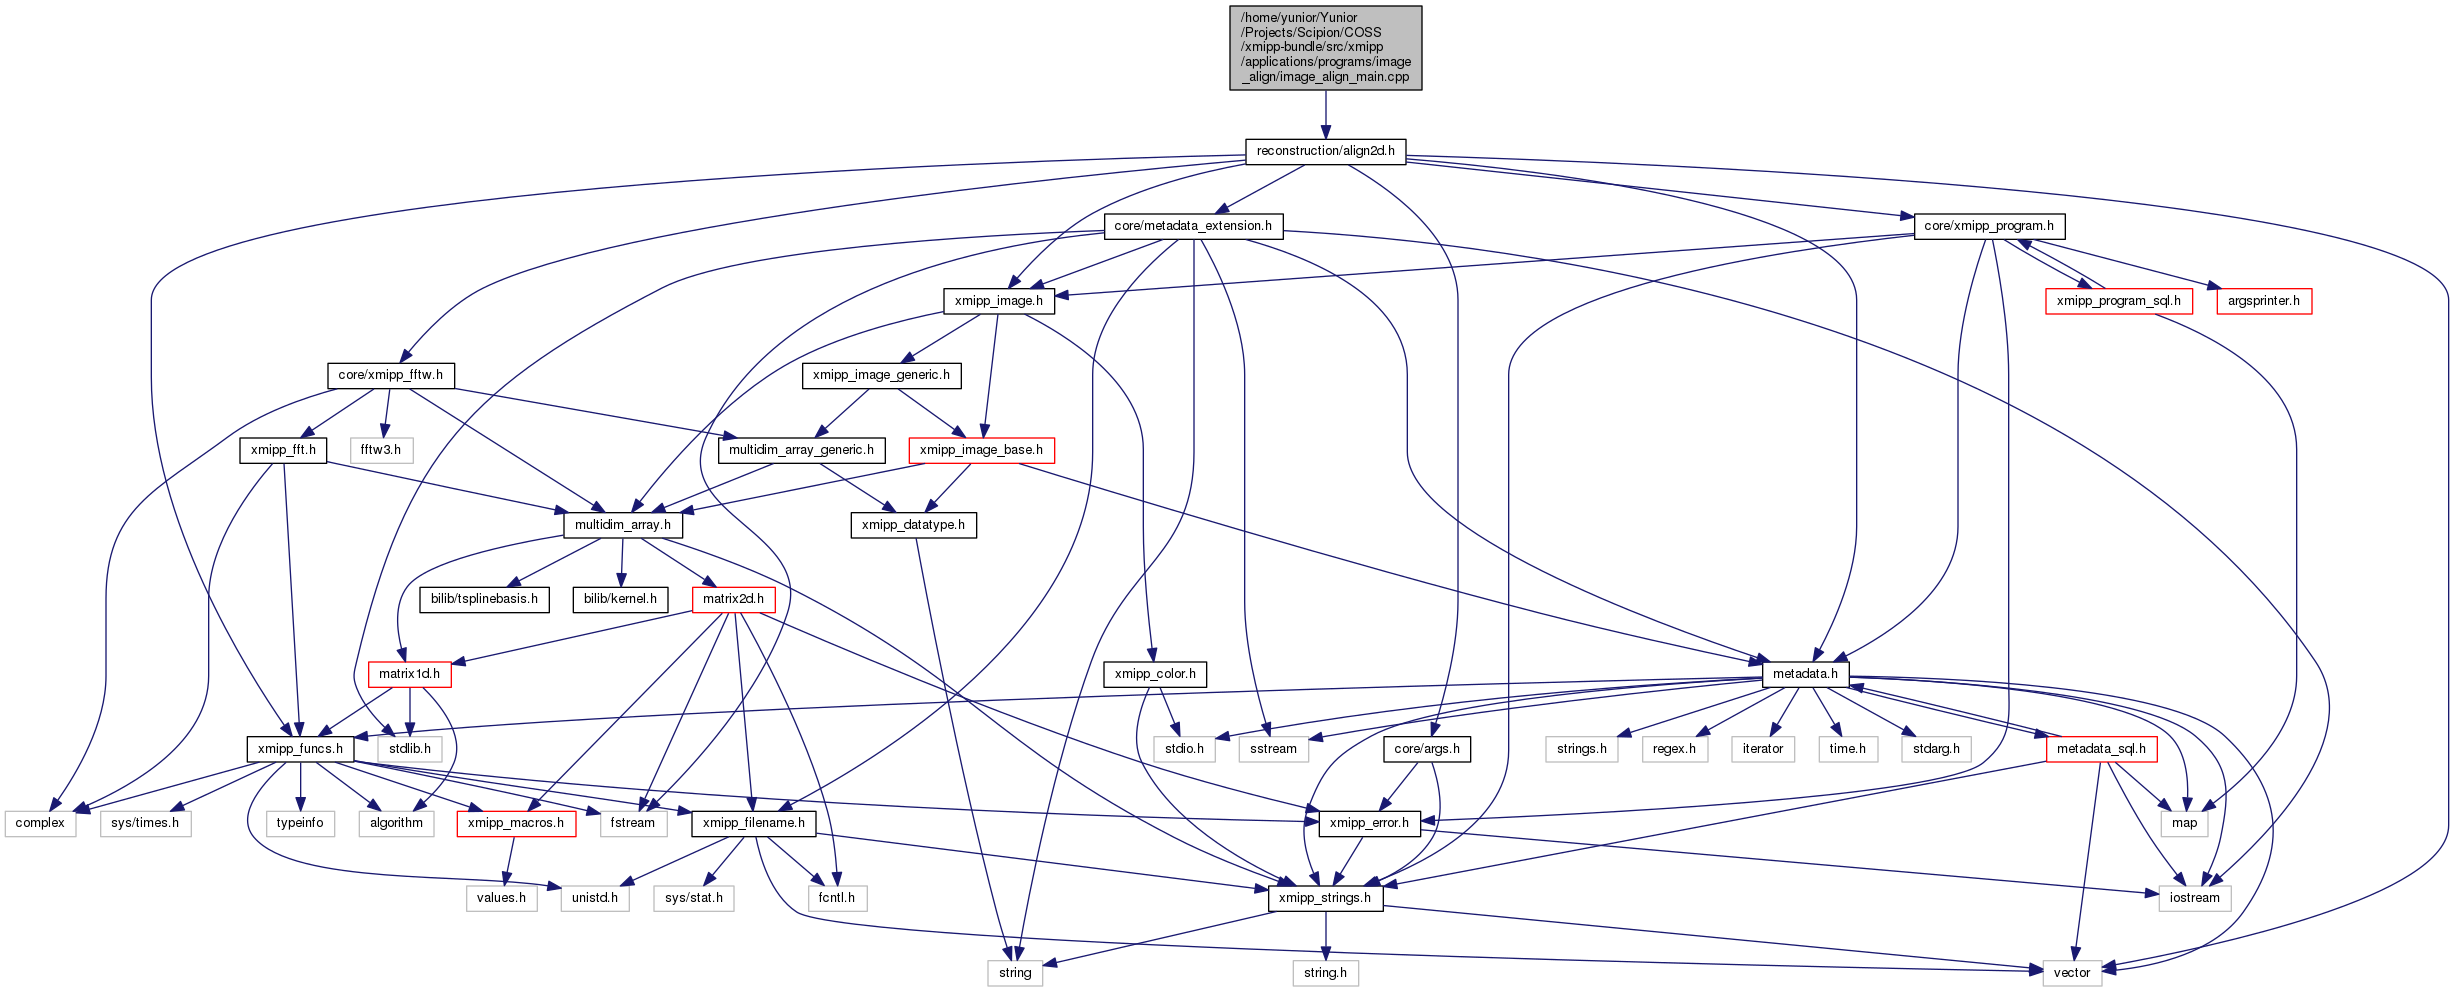 /home/yunior/Yunior
/Projects/Scipion/COSS
/xmipp-bundle/src/xmipp
/applications/programs/image
_align/image_align_main.cpp
reconstruction/align2d.h
core/metadata_extension.h
core/xmipp_program.h
xmipp_image.h
xmipp_program_sql.h
argsprinter.h
core/xmipp_fftw.h
xmipp_image_generic.h
xmipp_fft.h
fftw3.h
multidim_array_generic.h
xmipp_image_base.h
multidim_array.h
xmipp_datatype.h
bilib/tsplinebasis.h
bilib/kernel.h
matrix2d.h
matrix1d.h
xmipp_color.h
metadata.h
xmipp_funcs.h
stdlib.h
stdio.h
sstream
core/args.h
strings.h
regex.h
iterator
time.h
stdarg.h
metadata_sql.h
complex
sys/times.h
typeinfo
algorithm
xmipp_macros.h
fstream
xmipp_filename.h
xmipp_error.h
map
values.h
unistd.h
sys/stat.h
fcntl.h
xmipp_strings.h
iostream
string
string.h
vector